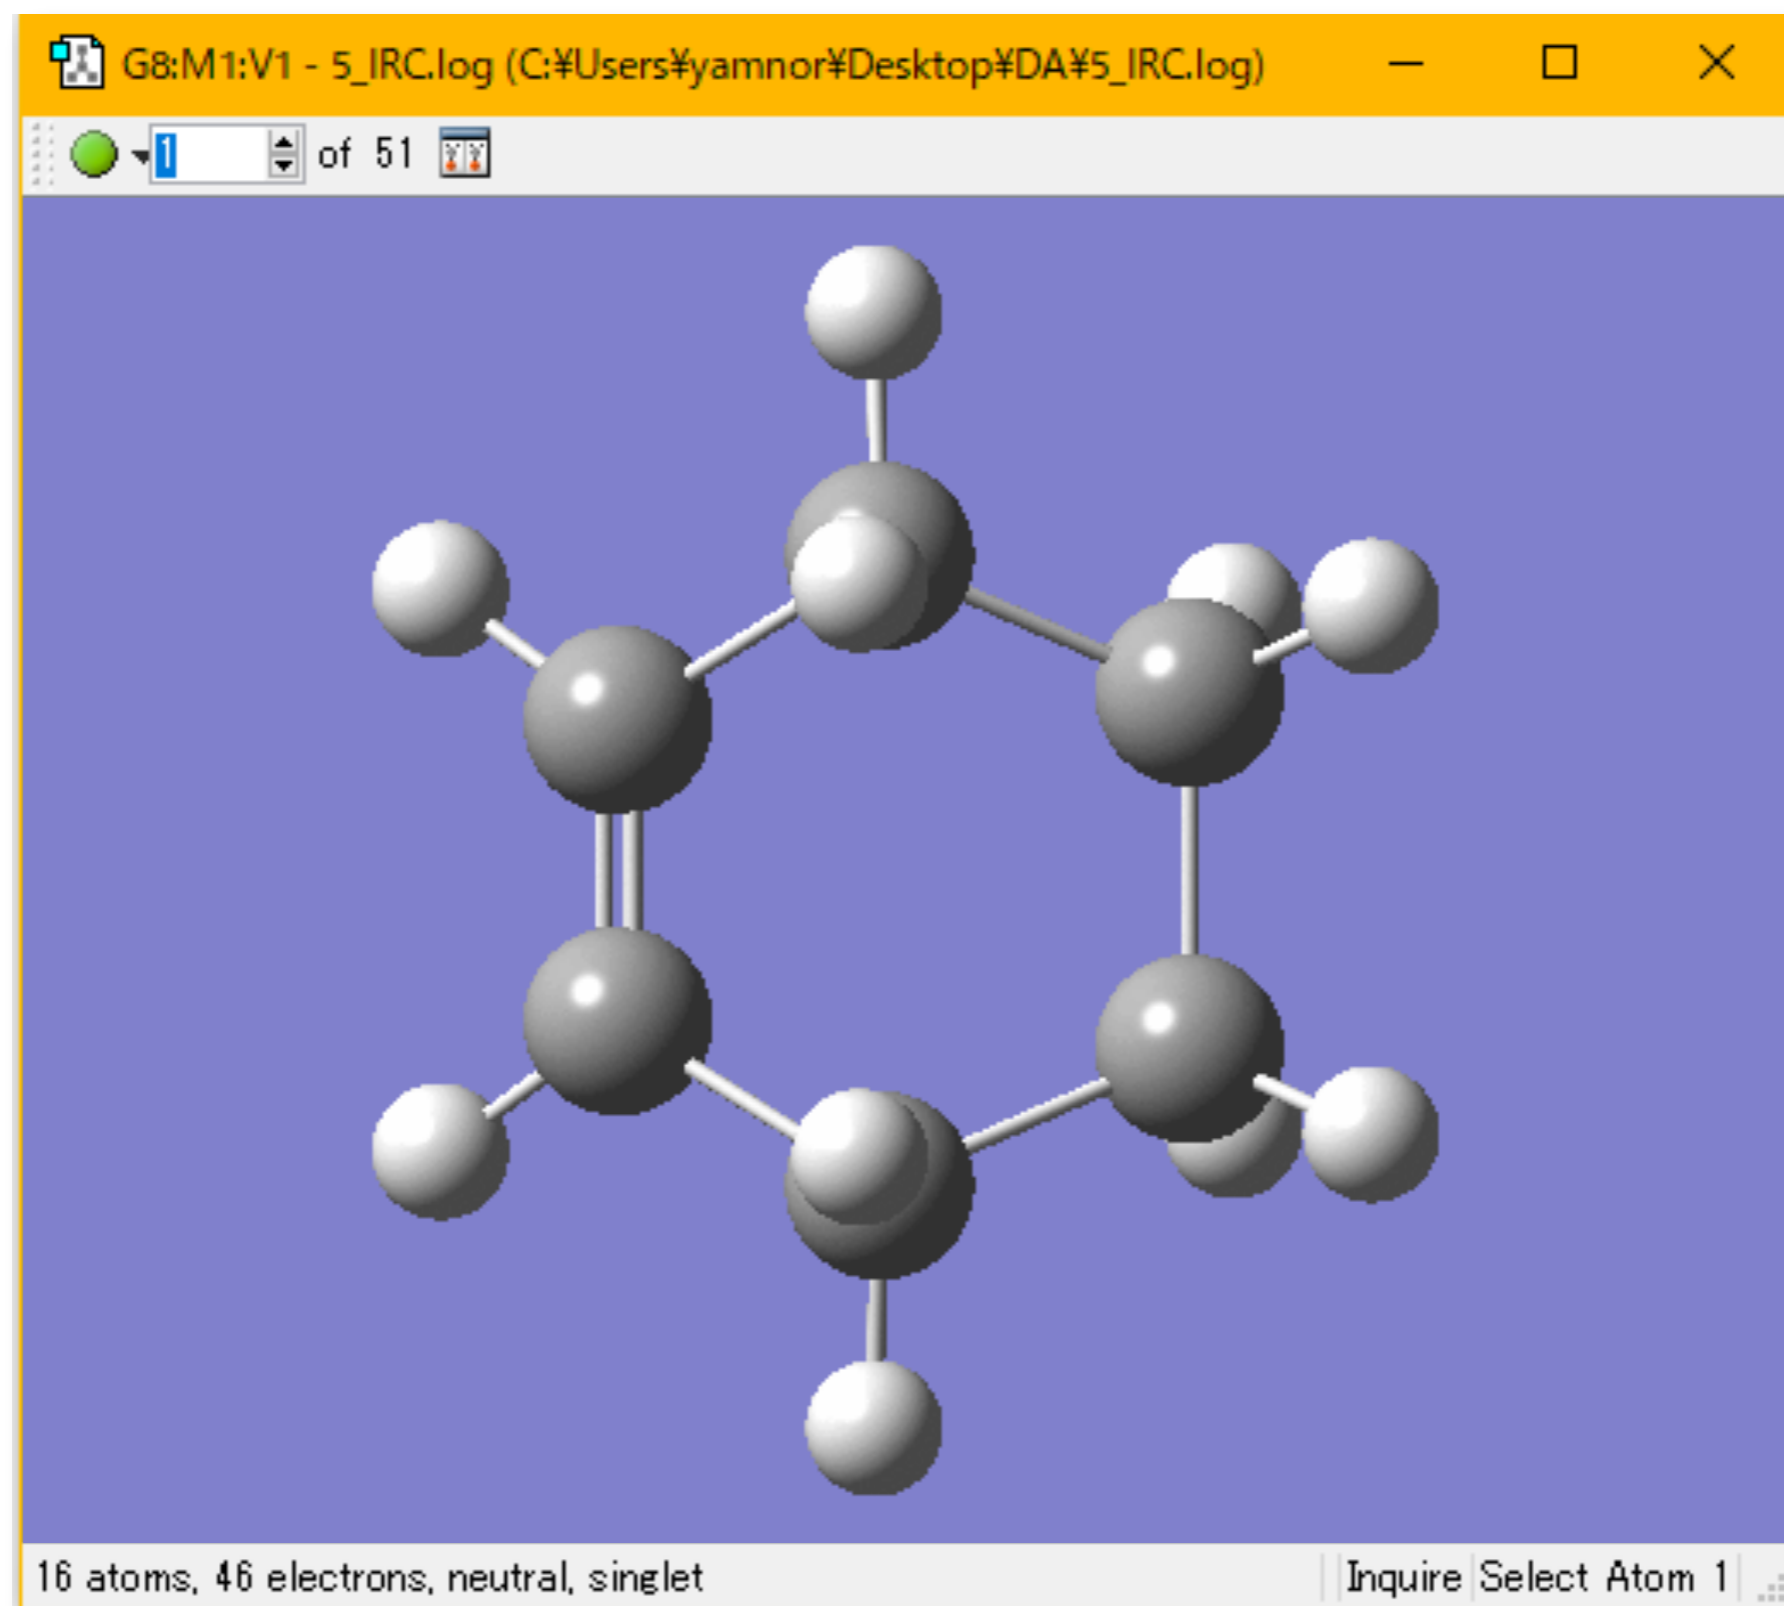 G8:M1:V1 - 5_IRC.log (C:¥Users¥yamnor¥Desktop¥DA¥5_IRC.log)
1 of 51
16 atoms, 46 electrons, neutral, singlet Inquire Select Atom 1